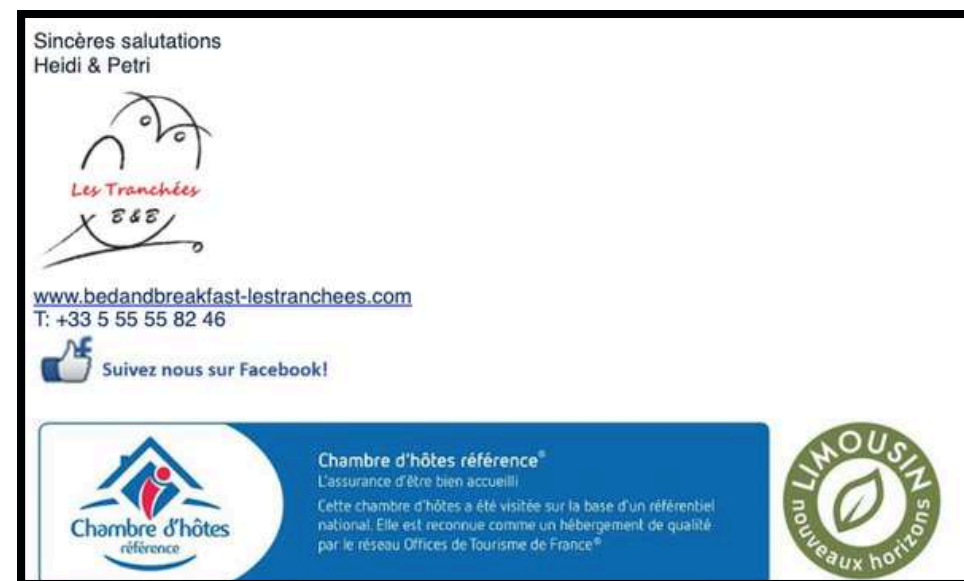 Sincères salutations
Heidi & Petri
Les Tranchées
B & B
www.bedandbreakfast-lestranchees.com
T: +33 5 55 55 82 46
Suivez nous sur Facebook!
Chambre d'hôtes
référence
Chambre d'hôtes référence®
L'assurance d'être bien accueilli
Cette chambre d'hôtes a été visitée sur la base d'un référentiel
national. Elle est reconnue comme un hébergement de qualité
par le réseau Offices de Tourisme de France®
LIMOUSIN
nouveaux horizons